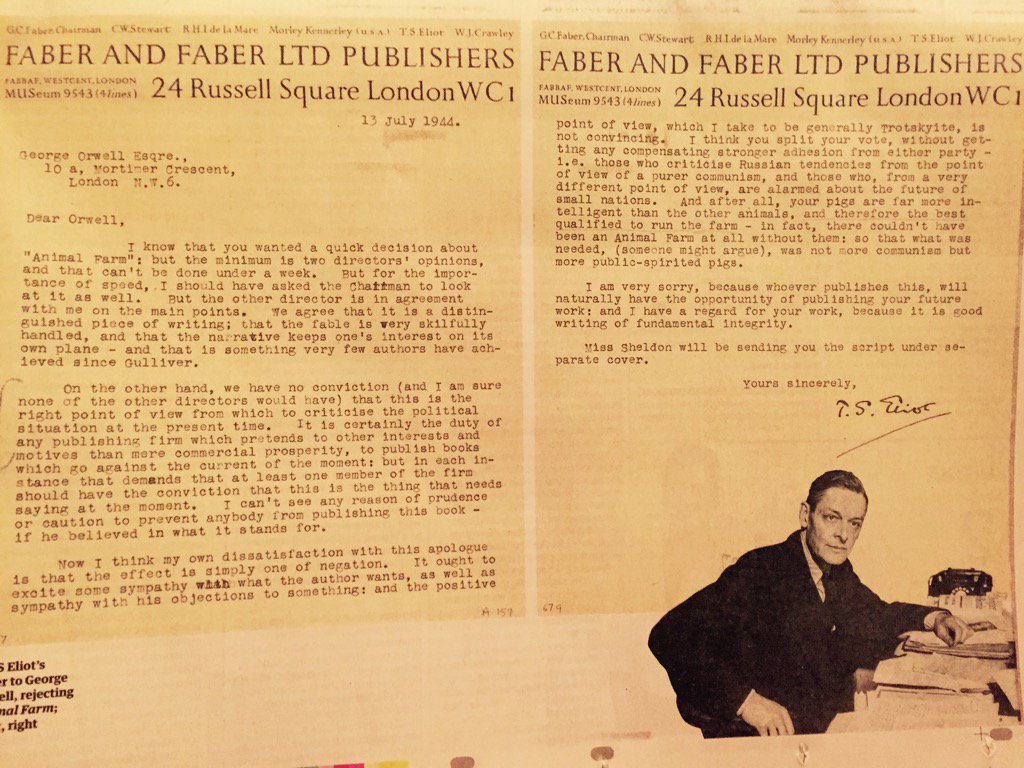 G.C.Faber, Chairman C.W.Stewart R.H.I.de la Mare Morley Kennerley (U.S.A.) T.S.Eliot W.J.Crawley
FABER AND FABER LTD PUBLISHERS
FABBAF, WESTCENT, LONDON
MUSeum 9543 (4 lines) 24 Russell Square London WC1
13 July 1944.
George Orwell Esqre.,
10 a, Mortimer Crescent,
London N.W.6.
Dear Orwell,
I know that you wanted a quick decision about
"Animal Farm": but the minimum is two directors' opinions,
and that can't be done under a week. But for the impor-
tance of speed, I should have asked the Chairman to look
at it as well. But the other director is in agreement
with me on the main points. We agree that it is a distin-
guished piece of writing; that the fable is very skilfully
handled, and that the narrative keeps one's interest on its
own plane - and that is something very few authors have ach-
ieved since Gulliver.
On the other hand, we have no conviction (and I am sure
none of the other directors would have) that this is the
right point of view from which to criticise the political
situation at the present time. It is certainly the duty of
any publishing firm which pretends to other interests and
motives than mere commercial prosperity, to publish books
which go against the current of the moment: but in each in-
stance that demands that at least one member of the firm
should have the conviction that this is the thing that needs
saying at the moment. I can't see any reason of prudence
or caution to prevent anybody from publishing this book -
if he believed in what it stands for.
Now I think my own dissatisfaction with this apologue
is that the effect is simply one of negation. It ought to
excite some sympathy with what the author wants, as well as
sympathy with his objections to something: and the positive
A.157
7
S Eliot's
er to George
ell, rejecting
mal Farm;
, right
G.C.Faber, Chairman C.W.Stewart R.H.I.de la Mare Morley Kennerley (U.S.A.) T.S.Eliot W.J.Crawley
FABER AND FABER LTD PUBLISHERS
FABBAF, WESTCENT, LONDON
MUSeum 9543 (4 lines) 24 Russell Square London WC1
point of view, which I take to be generally Trotskyite, is
not convincing. I think you split your vote, without get-
ting any compensating stronger adhesion from either party -
i.e. those who criticise Russian tendencies from the point
of view of a purer communism, and those who, from a very
different point of view, are alarmed about the future of
small nations. And after all, your pigs are far more in-
telligent than the other animals, and therefore the best
qualified to run the farm - in fact, there couldn't have
been an Animal Farm at all without them: so that what was
needed, (someone might argue), was not more communism but
more public-spirited pigs.
I am very sorry, because whoever publishes this, will
naturally have the opportunity of publishing your future
work: and I have a regard for your work, because it is good
writing of fundamental integrity.
Miss Sheldon will be sending you the script under se-
parate cover.
Yours sincerely,
T. S. Eliot
679